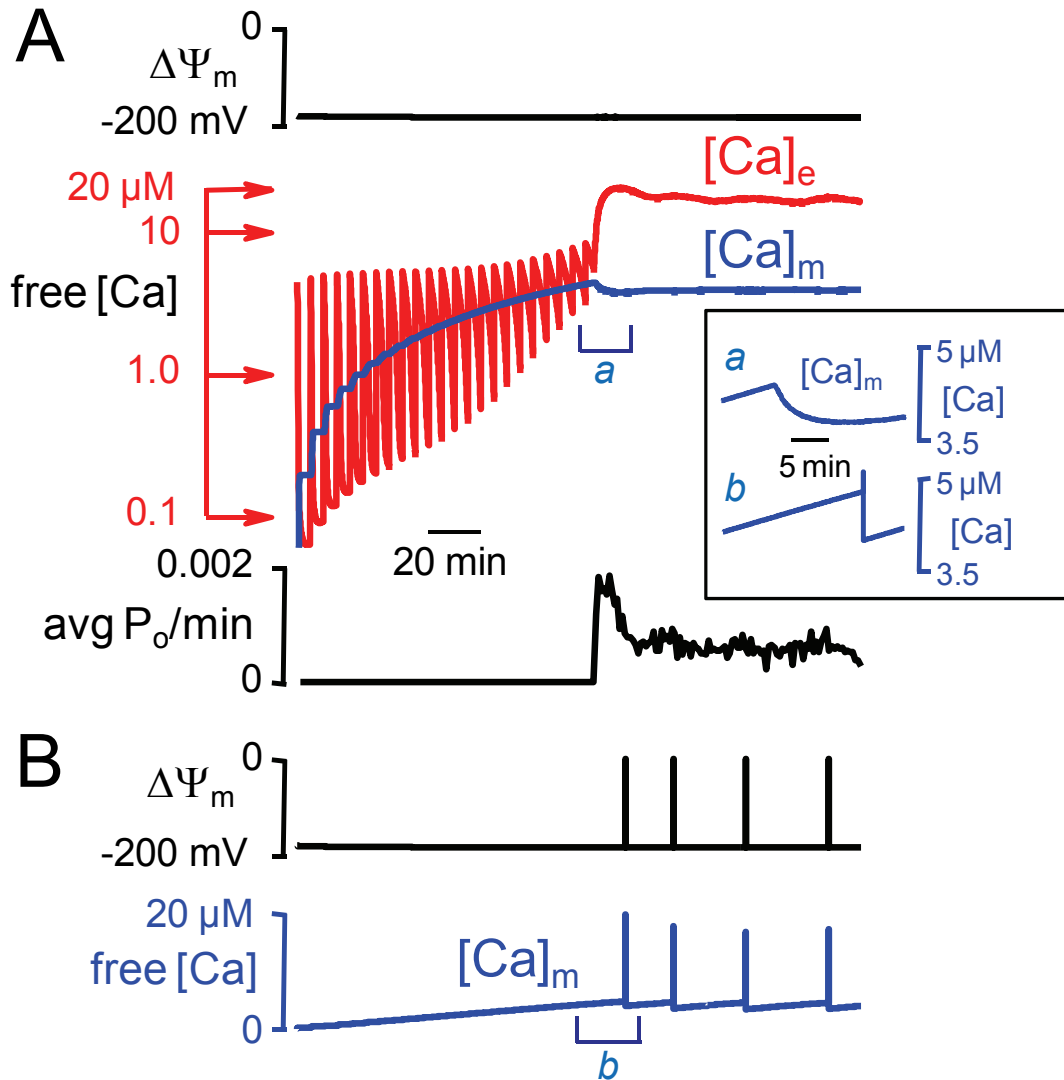 A
0
ΔΨm
-200 mV
[Ca]e
20 µM
10
free [Ca]
[Ca]m
1.0
a
0.1
20 min
a
[Ca]m
5 µM
[Ca]
3.5
5 min
b
5 µM
[Ca]
3.5
0.002
avg Po/min
0
B
0
ΔΨm
-200 mV
20 µM
free [Ca]
[Ca]m
0
b